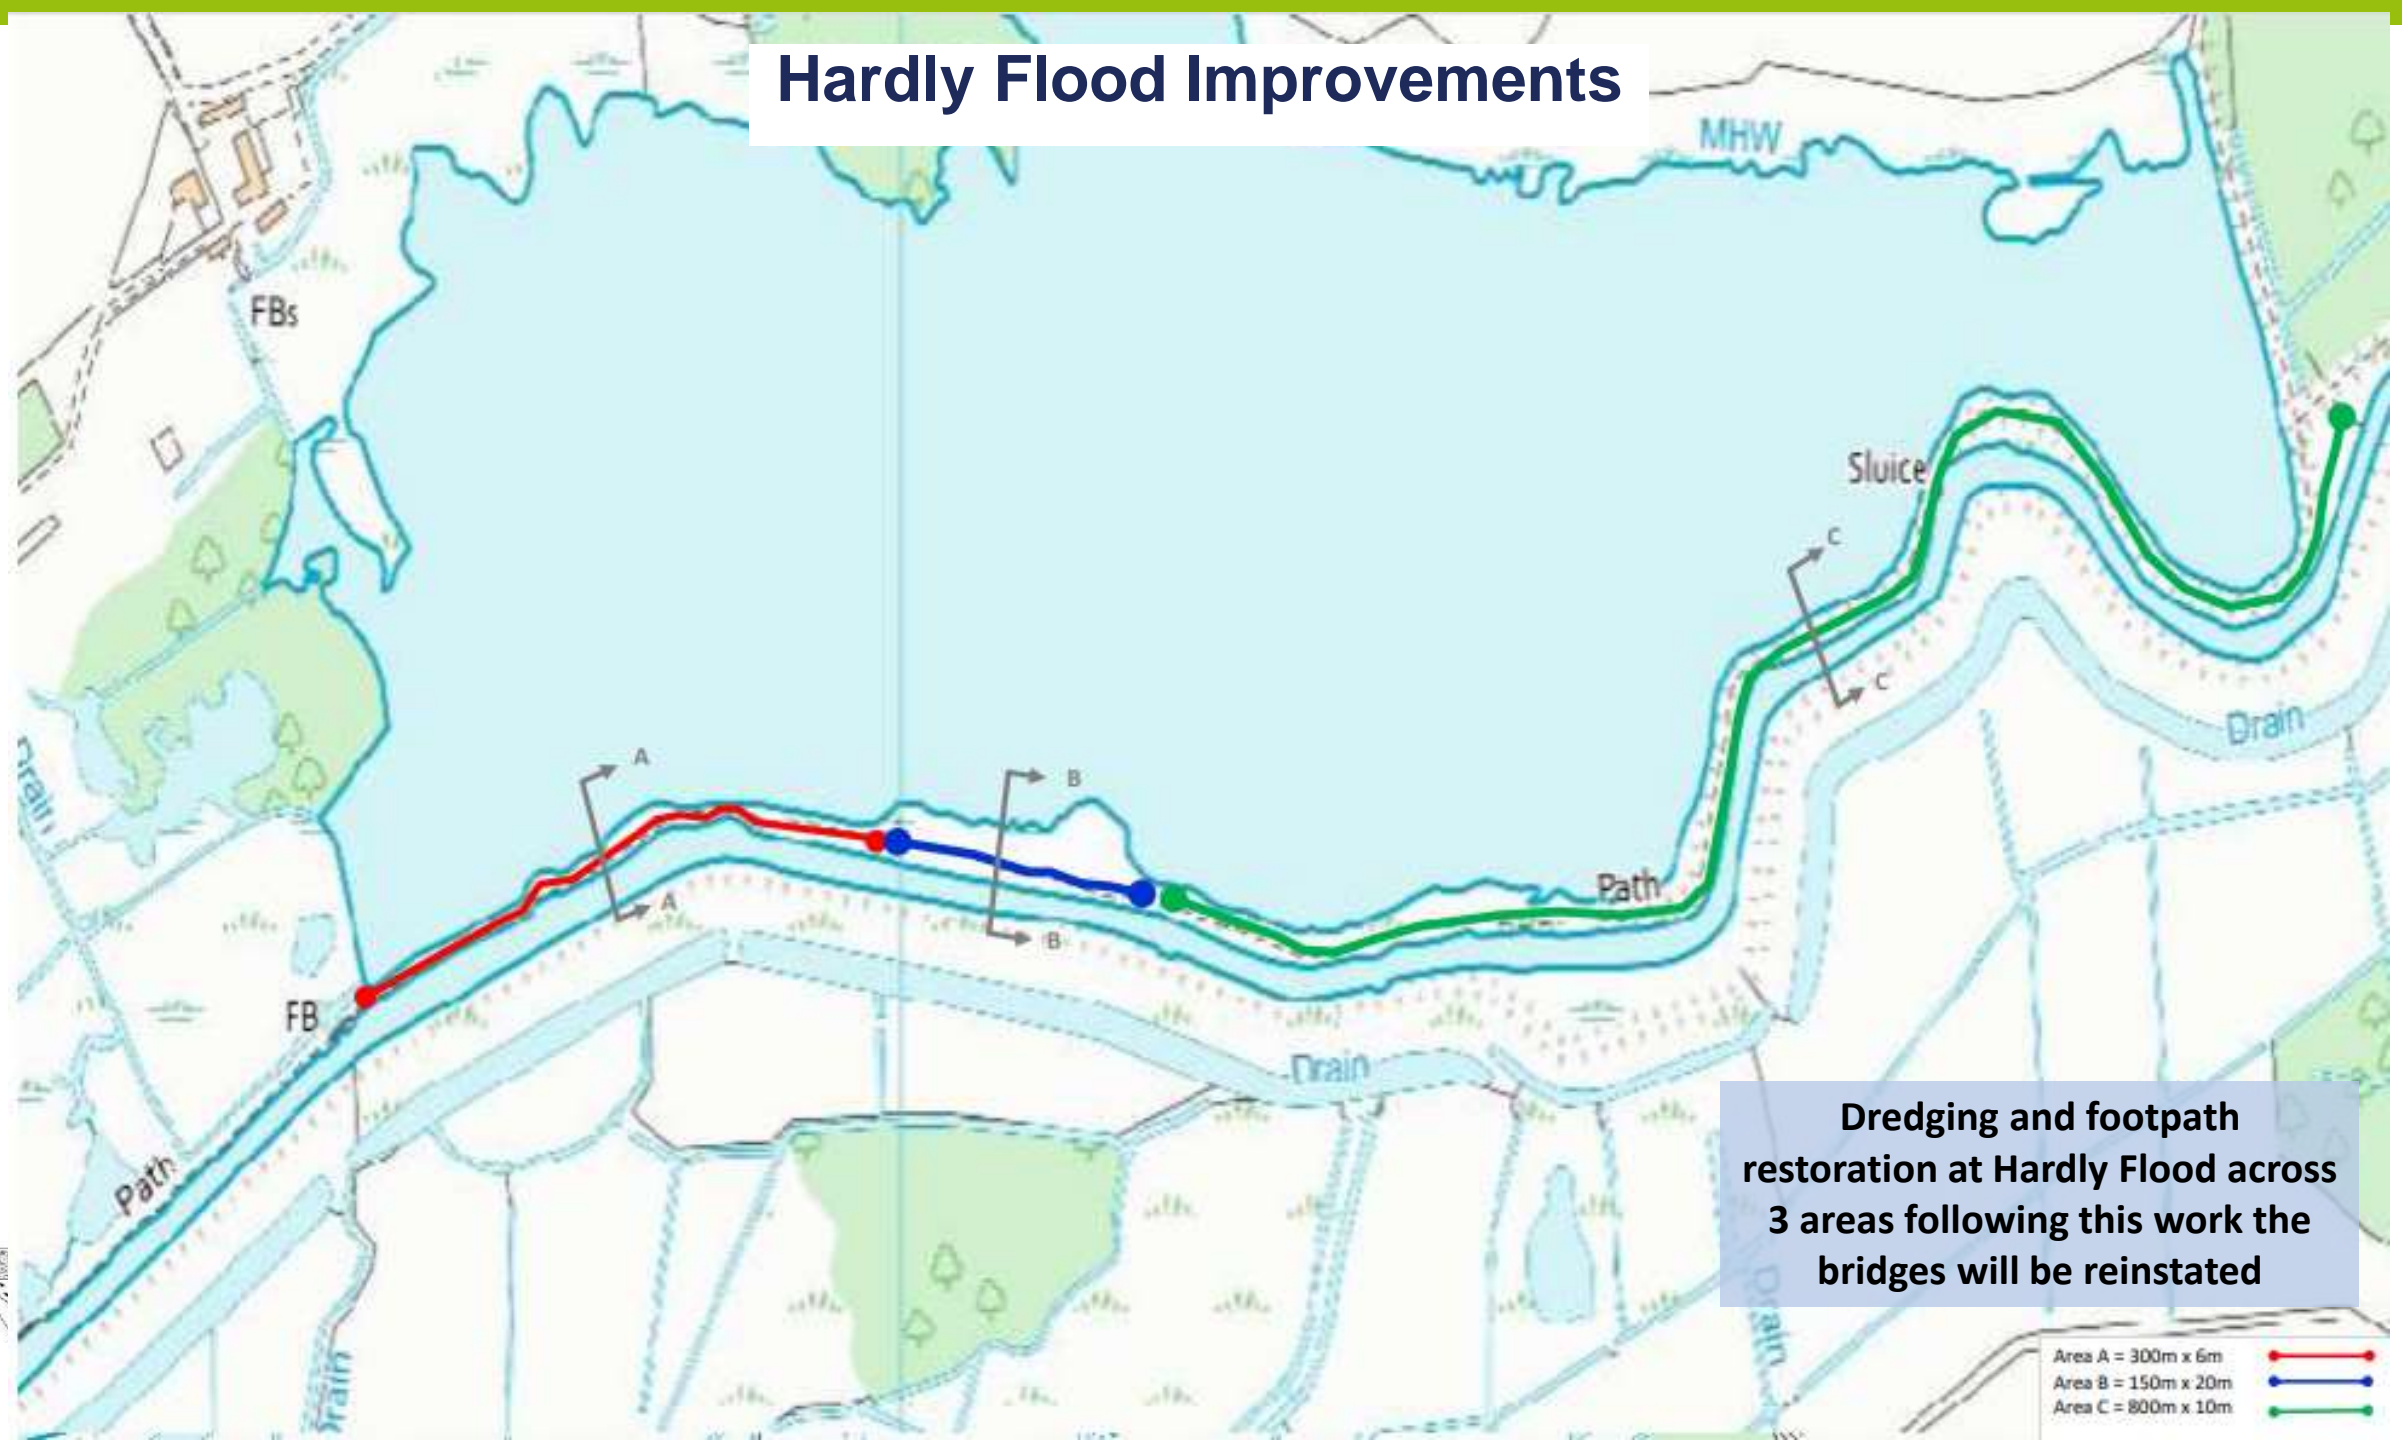 Hardly Flood Improvements
MHW
FBs
Sluice
C
C
Drain
Drain
A
B
A
B
Path
FB
Drain
Path
Dredging and footpath
restoration at Hardly Flood across
3 areas following this work the
bridges will be reinstated
Drain
Drain
Area A = 300m x 6m
Area B = 150m x 20m
Area C = 800m x 10m